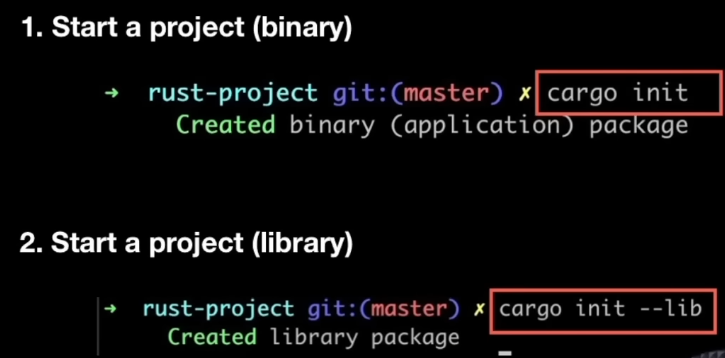 1. Start a project (binary)
→ rust-project git:(master) ✗ cargo init
Created binary (application) package
2. Start a project (library)
→ rust-project git:(master) ✗ cargo init --lib
Created library package